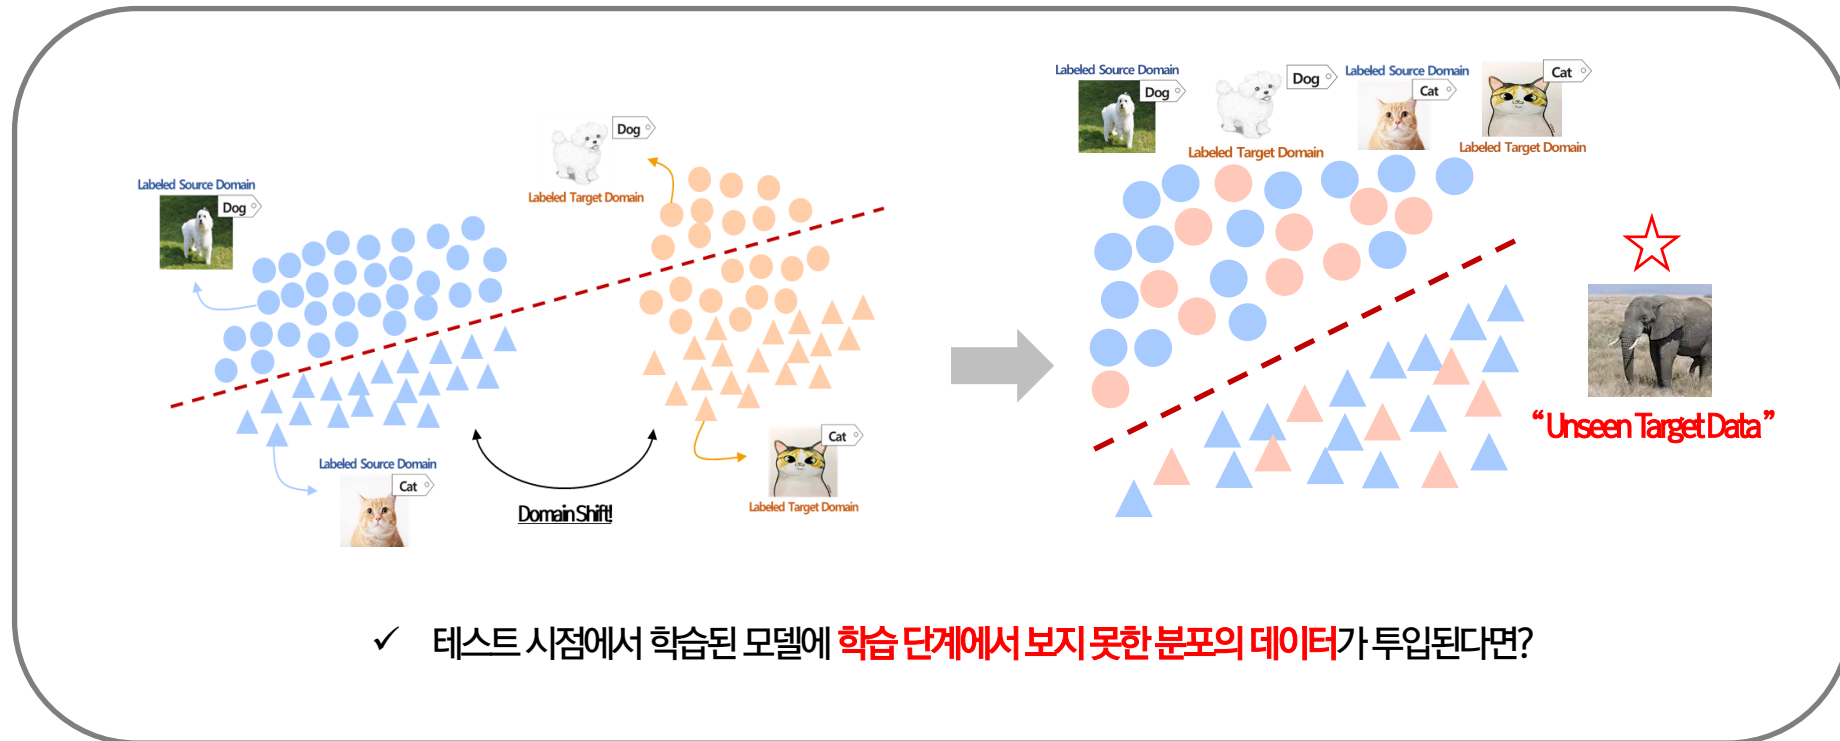 Labeled Source Domain
Dog
Dog
Labeled Target Domain
Labeled Source Domain
Cat
Cat
Labeled Target Domain
Domain Shift!
Labeled Source Domain
Dog
Dog
Labeled Target Domain
Labeled Source Domain
Cat
Cat
Labeled Target Domain
“Unseen Target Data”
✓ 테스트 시점에서 학습된 모델에 학습 단계에서 보지 못한 분포의 데이터가 투입된다면?